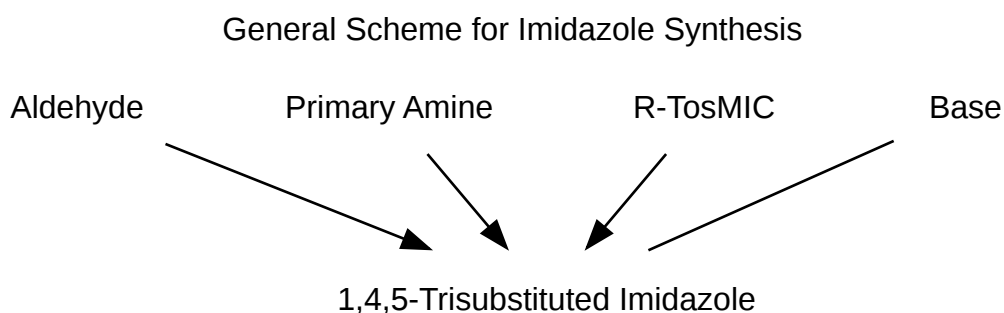 General Scheme for Imidazole Synthesis
Aldehyde Primary Amine R-TosMIC Base
1,4,5-Trisubstituted Imidazole